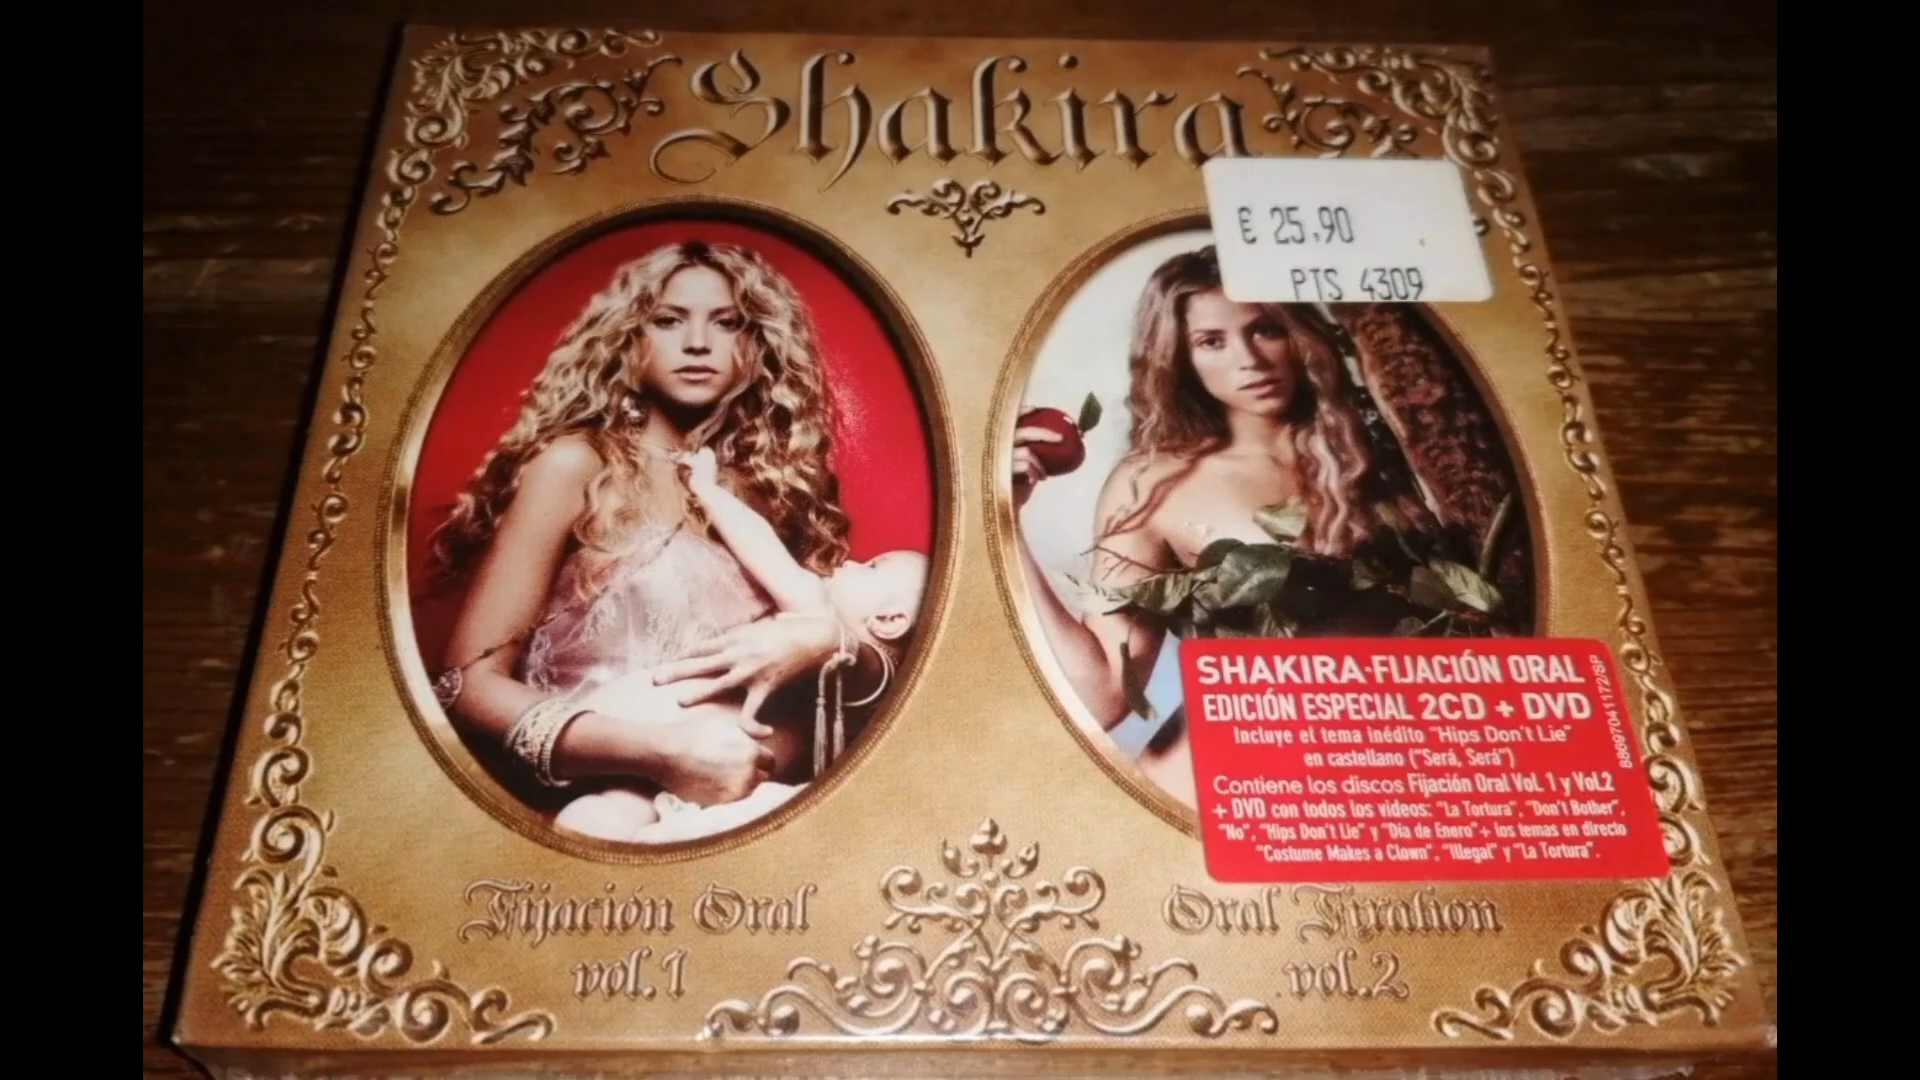 Shakira
€ 25,90
PTS 4309
SHAKIRA·FIJACIÓN ORAL
EDICIÓN ESPECIAL 2CD + DVD
Incluye el tema inédito "Hips Don't Lie"
en castellano ("Será, Será")
Contiene los discos Fijación Oral Vol. 1 y Vol.2
+ DVD con todos los videos: "La Tortura", "Don't Bother",
"No", "Hips Don't Lie" y "Día de Enero" + los temas en directo
"Costume Makes a Clown", "Illegal" y "La Tortura".
88697041172/SP
Fijación Oral
vol.1
Oral Fixation
vol.2